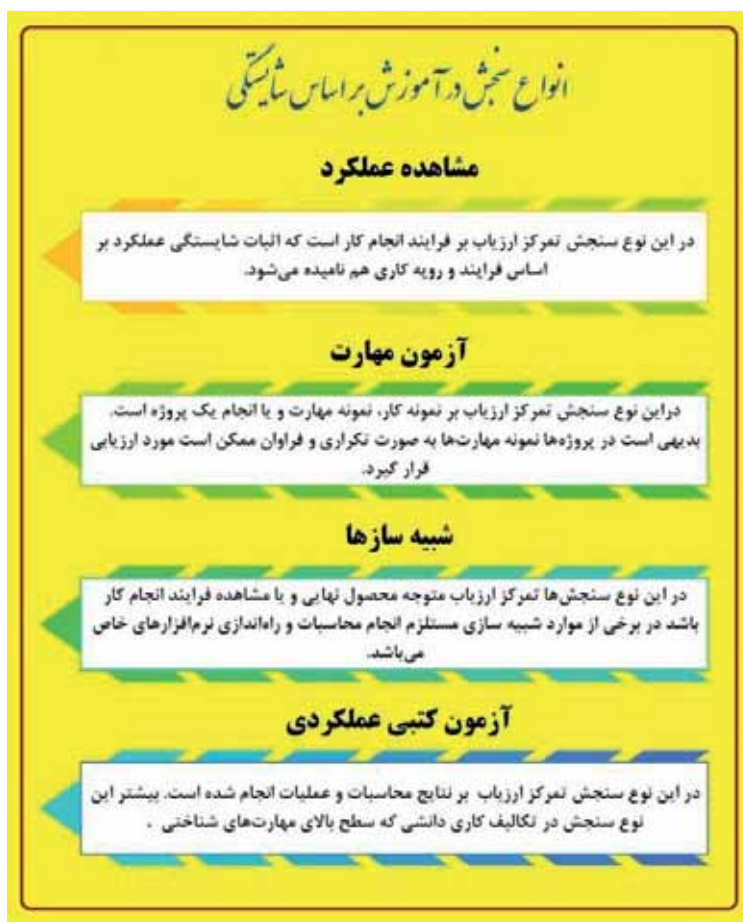 انواع سنجش در آموزش بر اساس شایستگی
مشاهده عملکرد
در این نوع سنجش تمرکز ارزیاب بر فرایند انجام کار است که اثبات شایستگی عملکرد بر
اساس فرایند و رویه کاری هم نامیده می‌شود.
آزمون مهارت
دراین نوع سنجش تمرکز ارزیاب بر نمونه کار، نمونه مهارت و یا انجام یک پروژه است.
بدیهی است در پروژه‌ها نمونه مهارت‌ها به صورت تکراری و فراوان ممکن است مورد ارزیابی
قرار گیرد.
شبیه سازها
در این نوع سنجش‌ها تمرکز ارزیاب متوجه محصول نهایی و یا مشاهده فرایند انجام کار
باشد در برخی از موارد شبیه سازی مستلزم انجام محاسبات و راه‌اندازی نرم‌افزارهای خاص
می‌باشد.
آزمون کتبی عملکردی
در این نوع سنجش تمرکز ارزیاب بر نتایج محاسبات و عملیات انجام شده است. بیشتر این
نوع سنجش در تکالیف کاری دانشی که سطح بالای مهارت‌های شناختی .